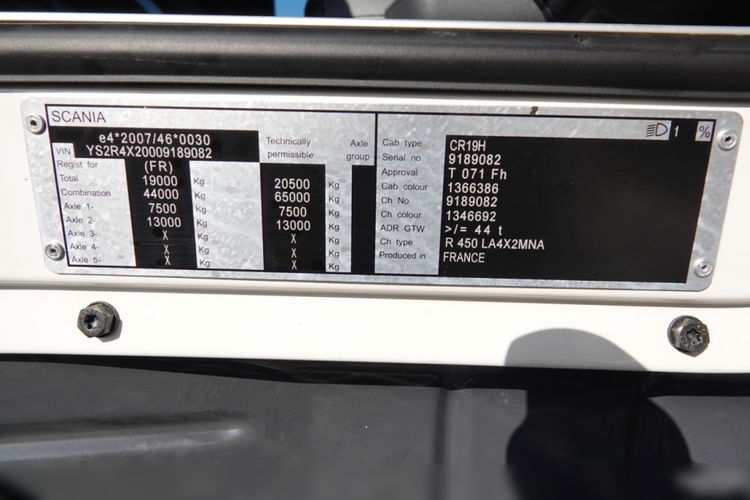 SCANIA
e4*2007/46*0030
VIN YS2R4X20009189082
Technically permissible
Axle group
Regist for (FR)
Total 19000 Kg 20500 Kg
Combination 44000 Kg 65000 Kg
Axle 1- 7500 Kg 7500 Kg
Axle 2- 13000 Kg 13000 Kg
Axle 3- X Kg X Kg
Axle 4- X Kg X Kg
Axle 5- X Kg X Kg
1 %
Cab type CR19H
Serial no 9189082
Approval T 071 Fh
Cab colour 1366386
Ch No 9189082
Ch colour 1346692
ADR GTW >/= 44 t
Ch type R 450 LA4X2MNA
Produced in FRANCE